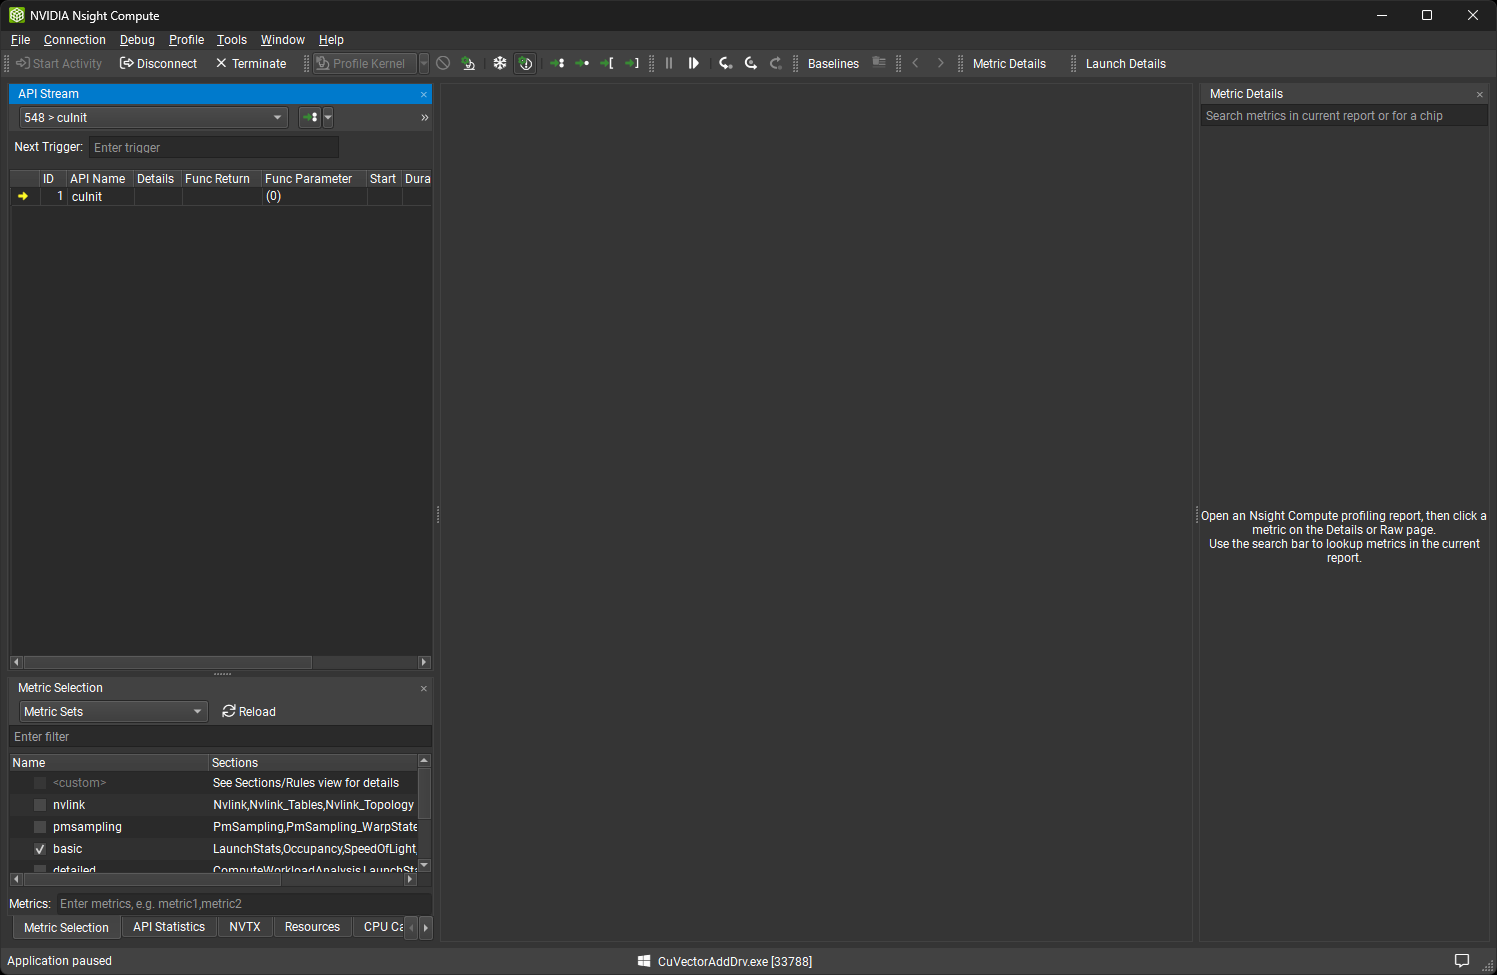 NVIDIA Nsight Compute
File Connection Debug Profile Tools Window Help
Start Activity Disconnect Terminate Profile Kernel Baselines Metric Details Launch Details
API Stream
548 > cuInit
Next Trigger: Enter trigger
ID API Name Details Func Return Func Parameter Start Dura
1 cuInit (0)
Metric Selection
Metric Sets Reload
Enter filter
Name Sections
<custom> See Sections/Rules view for details
nvlink Nvlink,Nvlink_Tables,Nvlink_Topology
pmsampling PmSampling,PmSampling_WarpState
basic LaunchStats,Occupancy,SpeedOfLight,
detailed ComputeWorkloadAnalysis,LaunchSta
Metrics: Enter metrics, e.g. metric1,metric2
Metric Selection API Statistics NVTX Resources CPU Ca
Metric Details
Search metrics in current report or for a chip
Open an Nsight Compute profiling report, then click a
metric on the Details or Raw page.
Use the search bar to lookup metrics in the current
report.
Application paused CuVectorAddDrv.exe [33788]